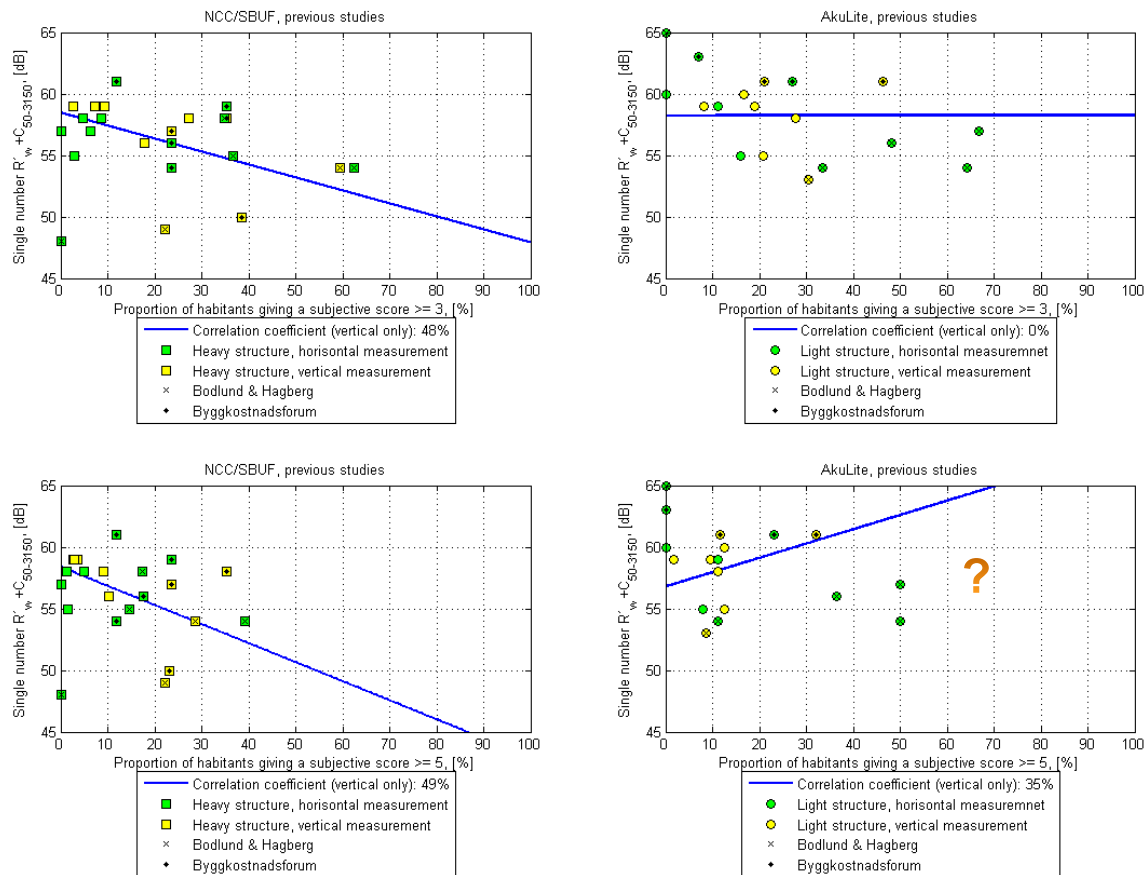 NCC/SBUF, previous studies
65
60
55
50
45
0 10 20 30 40 50 60 70 80 90 100
Single number R'w +C50-3150, [dB]
Proportion of habitants giving a subjective score >= 3, [%]
Correlation coefficient (vertical only): 48%
Heavy structure, horisontal measurement
Heavy structure, vertical measurement
Bodlund & Hagberg
Byggkostnadsforum
AkuLite, previous studies
65
60
55
50
45
0 10 20 30 40 50 60 70 80 90 100
Single number R'w +C50-3150, [dB]
Proportion of habitants giving a subjective score >= 3, [%]
Correlation coefficient (vertical only): 0%
Light structure, horisontal measuremnet
Light structure, vertical measurement
Bodlund & Hagberg
Byggkostnadsforum
NCC/SBUF, previous studies
65
60
55
50
45
0 10 20 30 40 50 60 70 80 90 100
Single number R'w +C50-3150, [dB]
Proportion of habitants giving a subjective score >= 5, [%]
Correlation coefficient (vertical only): 49%
Heavy structure, horisontal measurement
Heavy structure, vertical measurement
Bodlund & Hagberg
Byggkostnadsforum
AkuLite, previous studies
65
60
55
50
45
0 10 20 30 40 50 60 70 80 90 100
Single number R'w +C50-3150, [dB]
?
Proportion of habitants giving a subjective score >= 5, [%]
Correlation coefficient (vertical only): 35%
Light structure, horisontal measuremnet
Light structure, vertical measurement
Bodlund & Hagberg
Byggkostnadsforum